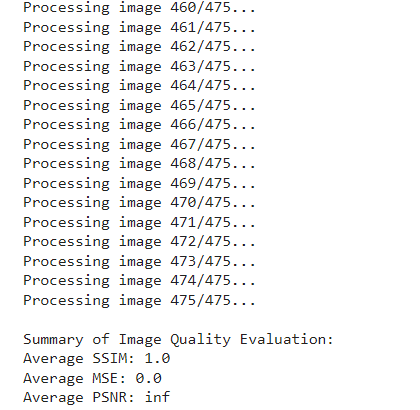 Processing image 460/475...
Processing image 461/475...
Processing image 462/475...
Processing image 463/475...
Processing image 464/475...
Processing image 465/475...
Processing image 466/475...
Processing image 467/475...
Processing image 468/475...
Processing image 469/475...
Processing image 470/475...
Processing image 471/475...
Processing image 472/475...
Processing image 473/475...
Processing image 474/475...
Processing image 475/475...
Summary of Image Quality Evaluation:
Average SSIM: 1.0
Average MSE: 0.0
Average PSNR: inf